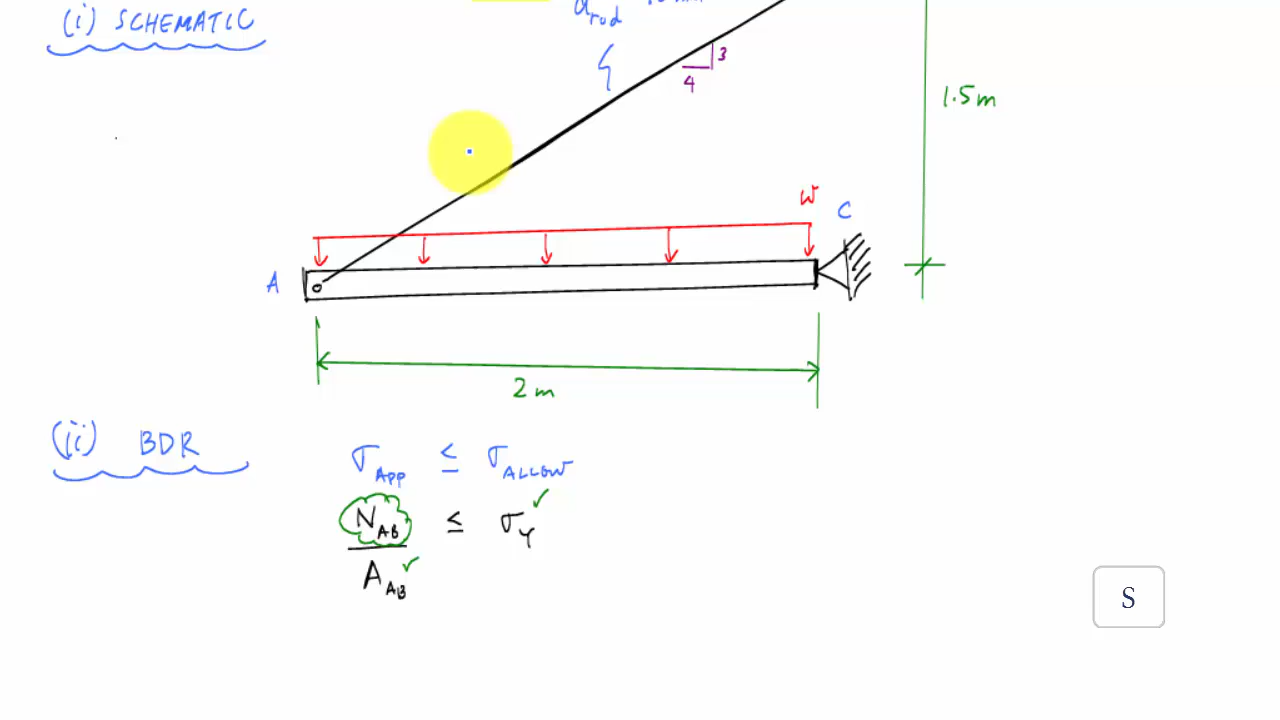 (i) SCHEMATIC
d rod
3
4
1.5m
W
C
A
2m
(ii) BDR
σ APP ≤ σ ALLOW
N AB ≤ σ Y ✓
A AB ✓
S